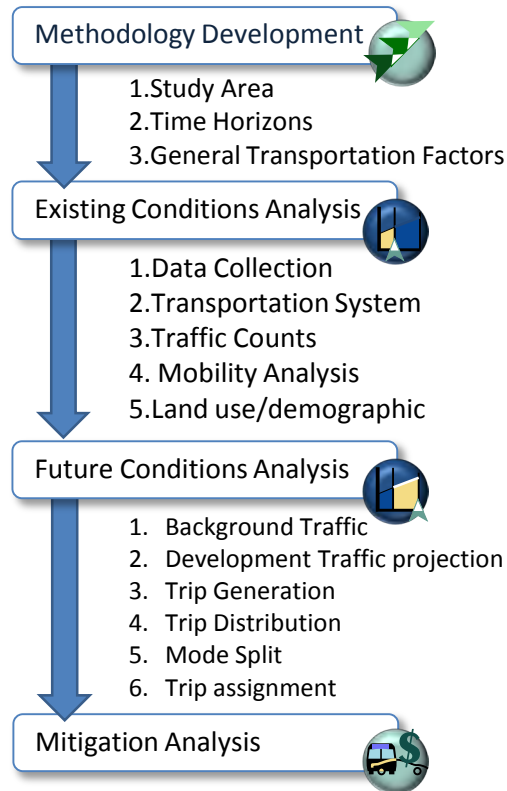 Methodology Development
1.Study Area
2.Time Horizons
3.General Transportation Factors
Existing Conditions Analysis
1.Data Collection
2.Transportation System
3.Traffic Counts
4. Mobility Analysis
5.Land use/demographic
Future Conditions Analysis
1. Background Traffic
2. Development Traffic projection
3. Trip Generation
4. Trip Distribution
5. Mode Split
6. Trip assignment
Mitigation Analysis
$